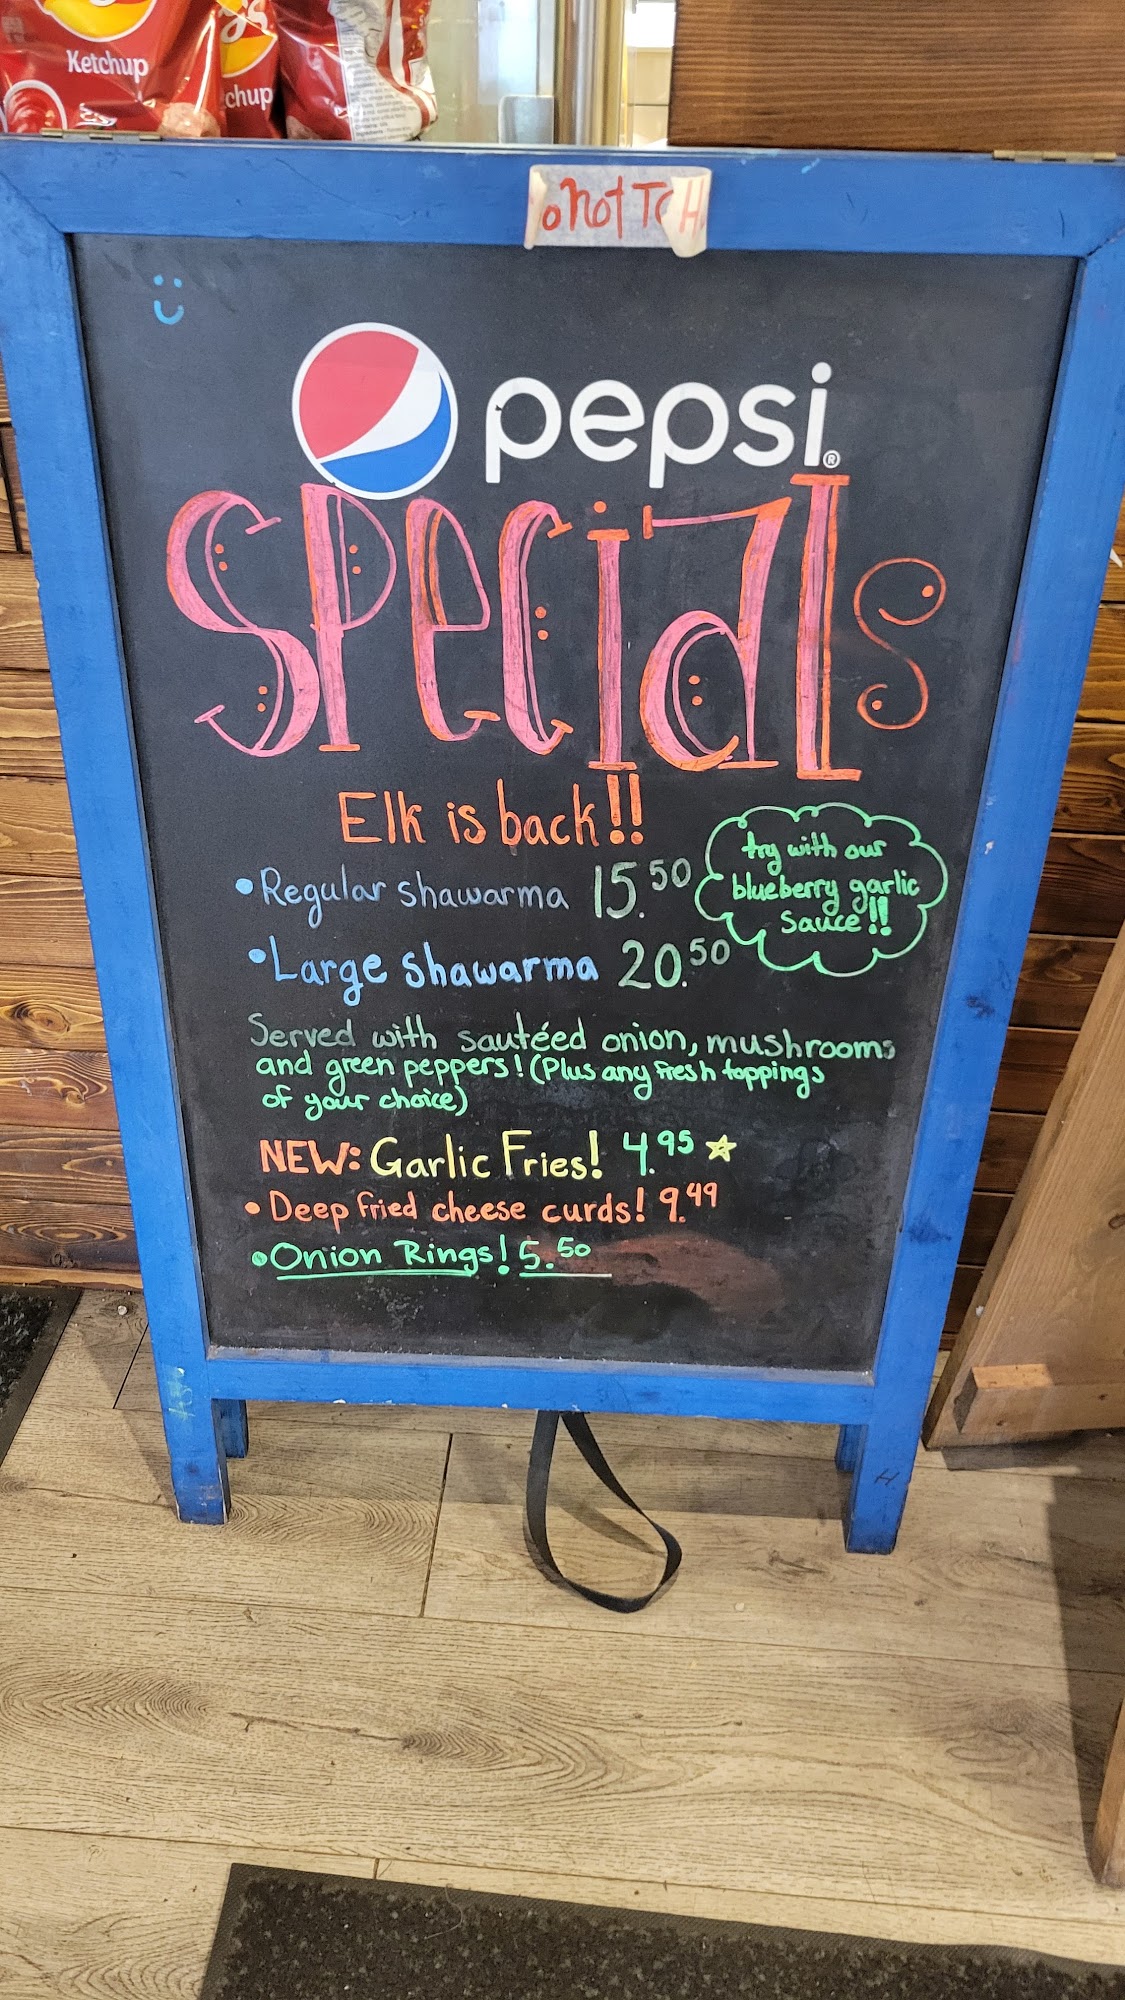 Ketchup
chup
o not TO H
pepsi®
SPecials
Elk is back!!
• Regular shawarma 15.50
try with our
blueberry garlic
sauce!!
• Large shawarma 20.50
Served with sautéed onion, mushrooms
and green peppers! (Plus any fresh toppings
of your choice)
NEW: Garlic Fries! 4.95
• Deep fried cheese curds! 9.49
• Onion Rings! 5.50
H